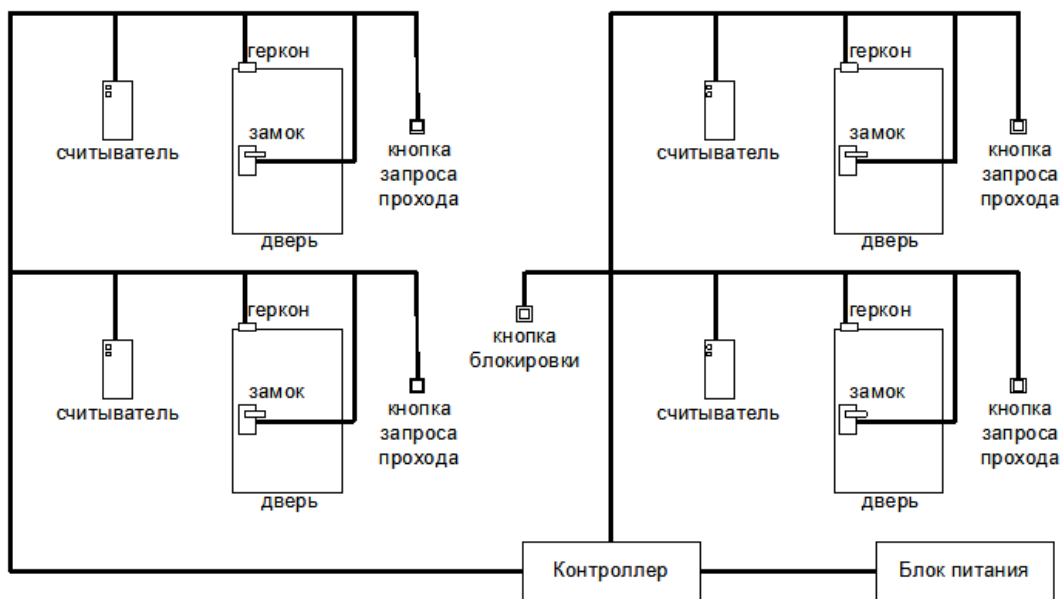 геркон
замок
считыватель
кнопка
запроса
прохода
дверь
геркон
замок
считыватель
кнопка
запроса
прохода
дверь
геркон
замок
считыватель
кнопка
запроса
прохода
дверь
кнопка
блокировки
геркон
замок
считыватель
кнопка
запроса
прохода
дверь
Контроллер
Блок питания